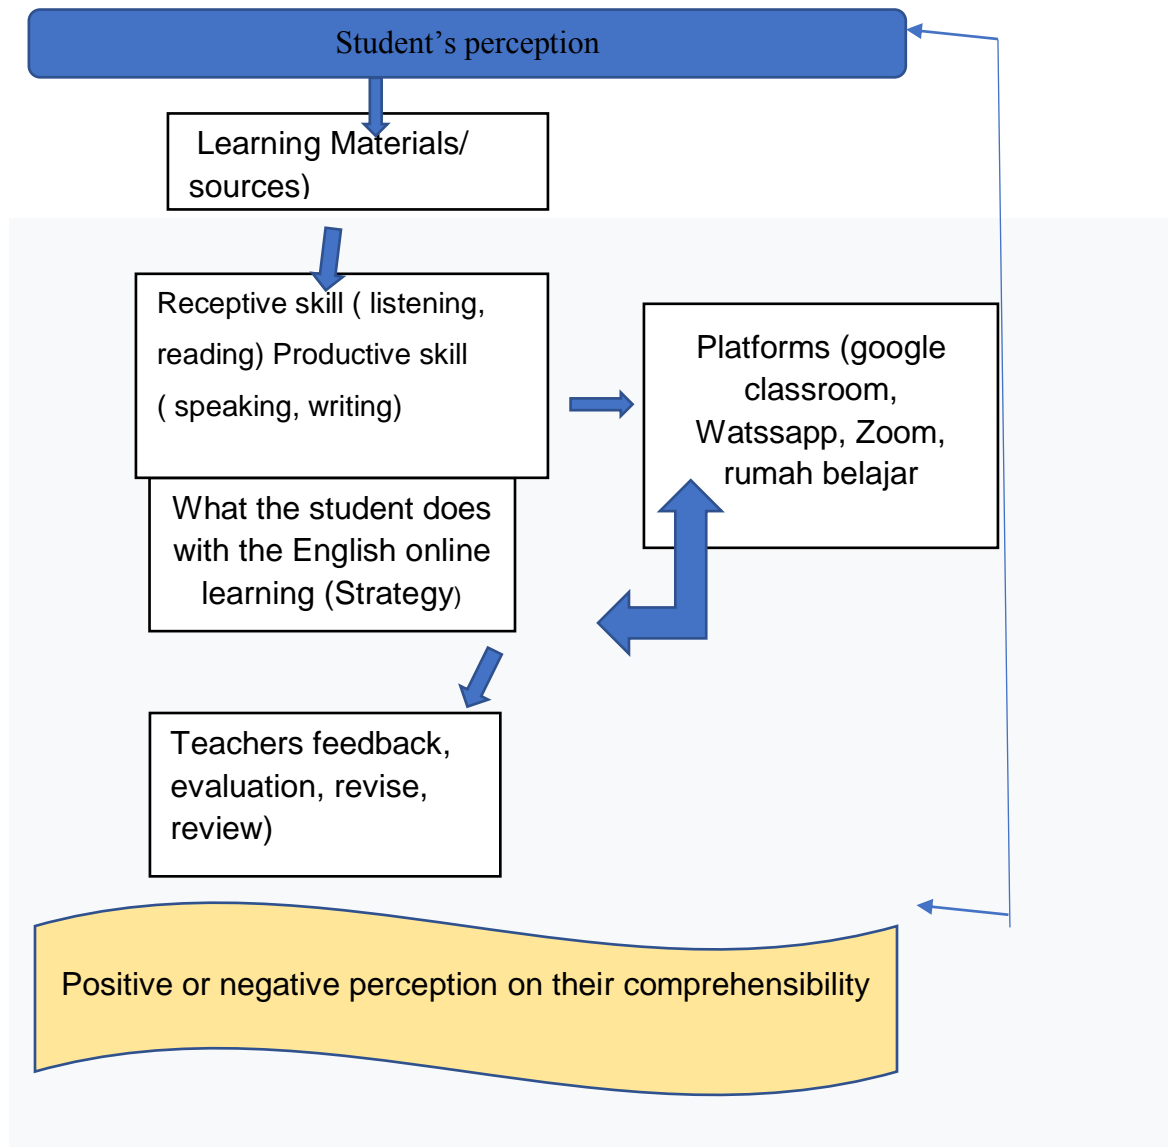 Student’s perception
Learning Materials/
sources)
Receptive skill ( listening,
reading) Productive skill
( speaking, writing)
Platforms (google
classroom,
Watssapp, Zoom,
rumah belajar
What the student does
with the English online
learning (Strategy)
Teachers feedback,
evaluation, revise,
review)
Positive or negative perception on their comprehensibility